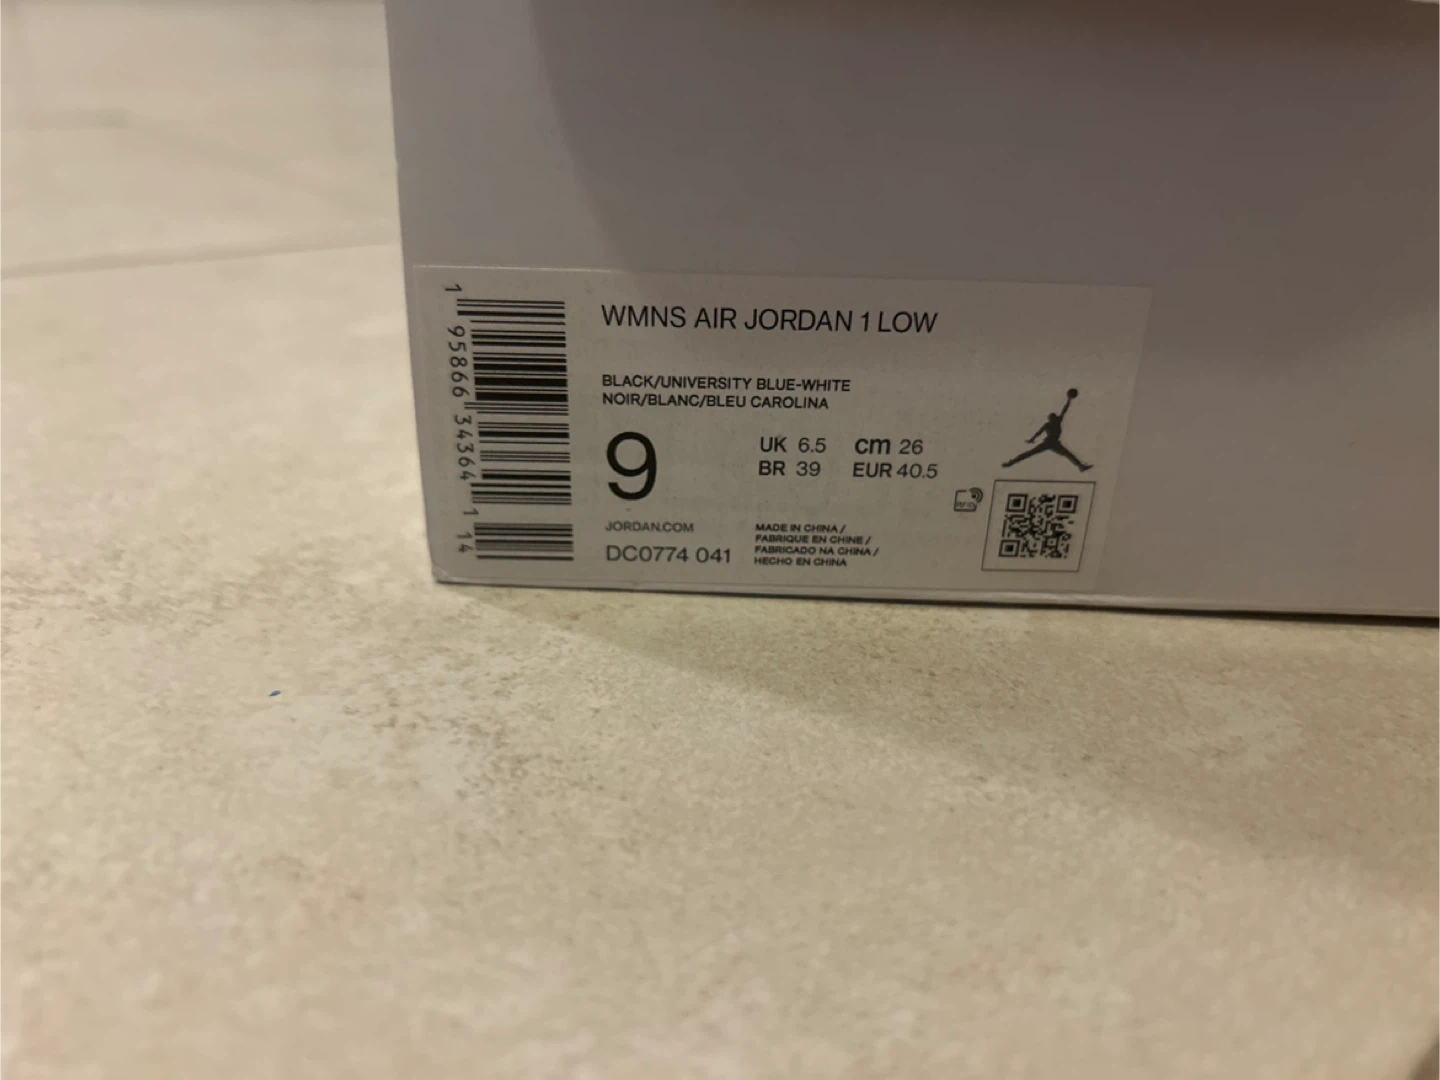 WMNS AIR JORDAN 1 LOW
BLACK/UNIVERSITY BLUE-WHITE
NOIR/BLANC/BLEU CAROLINA
9
UK 6.5 cm 26
BR 39 EUR 40.5
JORDAN.COM
DC0774 041
MADE IN CHINA /
FABRIQUE EN CHINE /
FABRICADO NA CHINA /
HECHO EN CHINA
RFID
1 95866 34364 1 14